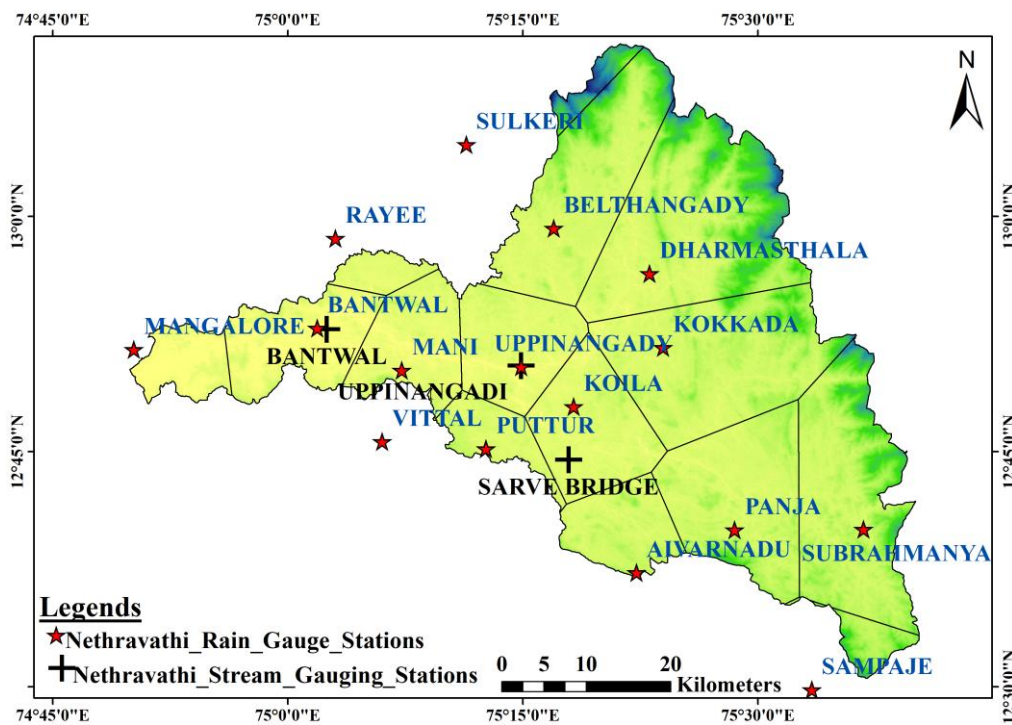 74°45'0"E 75°0'0"E 75°15'0"E 75°30'0"E
N
SULKERI
13°0'0"N
13°0'0"N
RAYEE
BELTHANGADY
DHARMASTHALA
BANTWAL
KOKKADA
MANGALORE
BANTWAL
MANI
UPPINANGADY
UPPINANGADI
KOILA
VITTAL
PUTTUR
12°45'0"N
12°45'0"N
SARVE BRIDGE
PANJA
AIVARNADU
SUBRAHMANYA
Legends
Nethravathi_Rain_Gauge_Stations
Nethravathi_Stream_Gauging_Stations
0 5 10 20
Kilometers
SAMPAJE
12°30'0"N
12°30'0"N
74°45'0"E 75°0'0"E 75°15'0"E 75°30'0"E